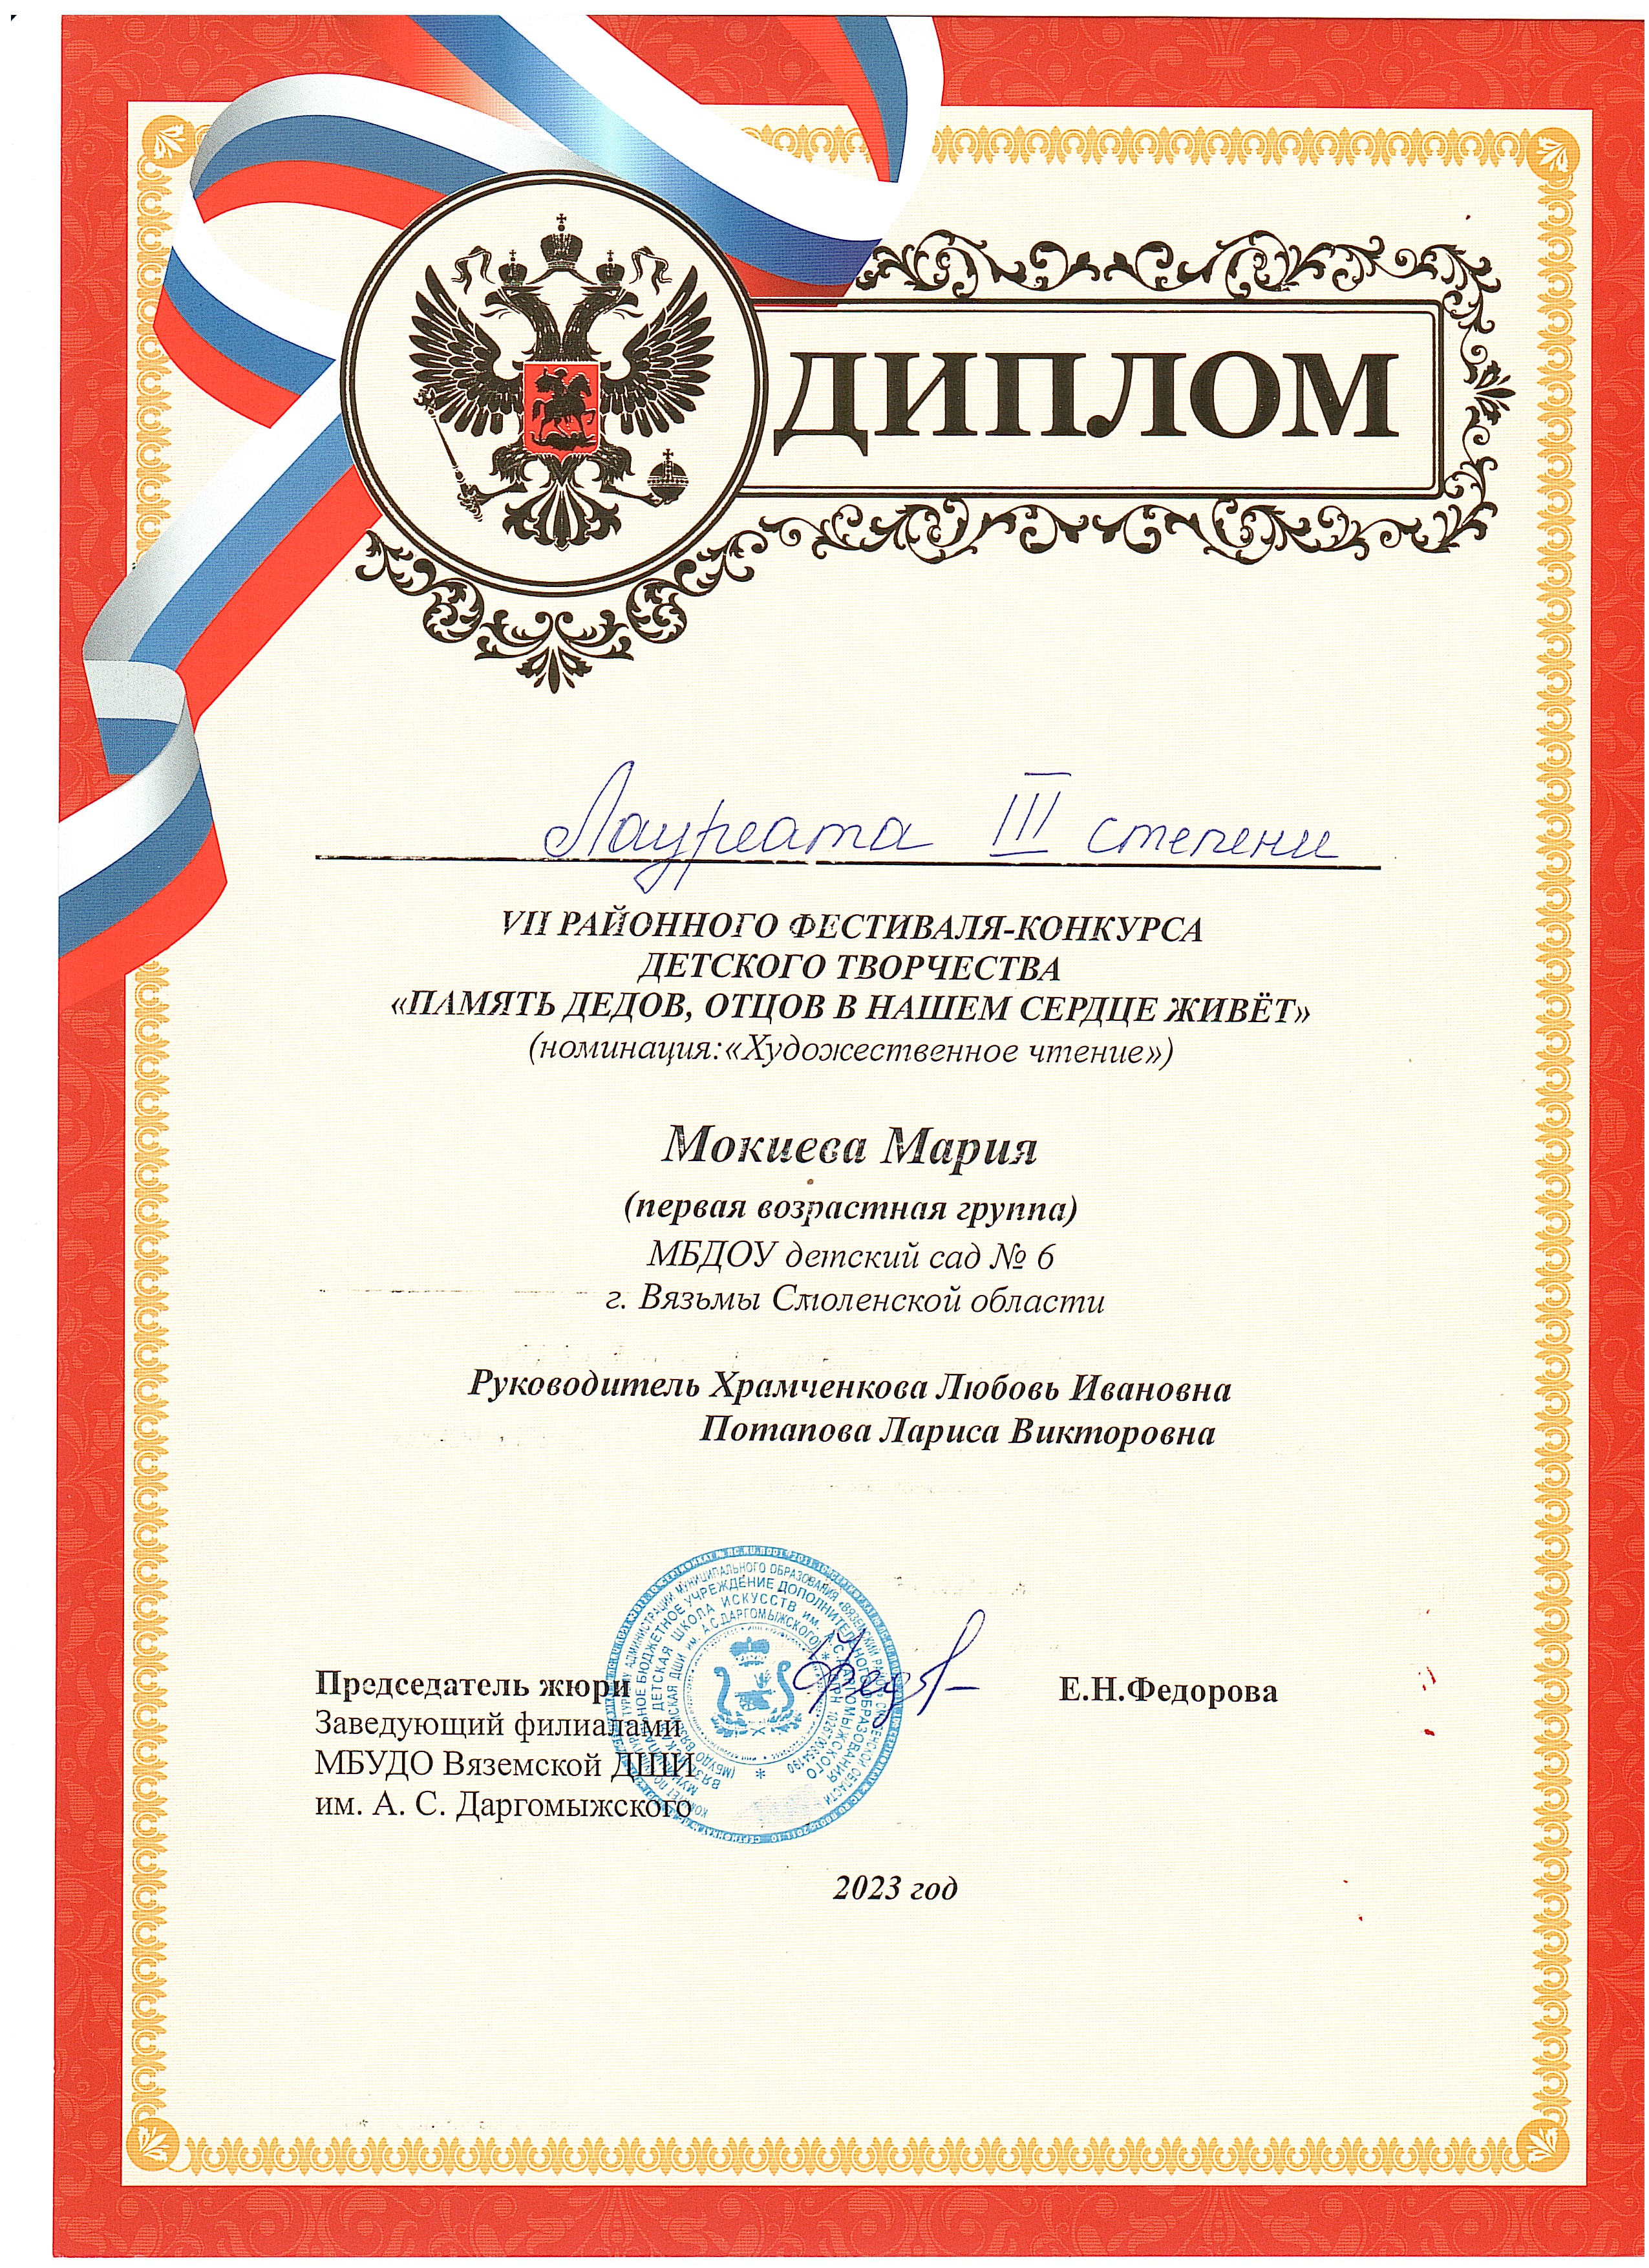 ДИПЛОМ
Лауреата III степени
VII РАЙОННОГО ФЕСТИВАЛЯ-КОНКУРСА
ДЕТСКОГО ТВОРЧЕСТВА
«ПАМЯТЬ ДЕДОВ, ОТЦОВ В НАШЕМ СЕРДЦЕ ЖИВЁТ»
(номинация:«Художественное чтение»)
Мокиева Мария
(первая возрастная группа)
МБДОУ детский сад № 6
г. Вязьмы Смоленской области
Руководитель Храмченкова Любовь Ивановна
Потапова Лариса Викторовна
Председатель жюри
Е.Н.Федорова
Заведующий филиалами
МБУДО Вяземской ДШИ
им. А. С. Даргомыжского
2023 год